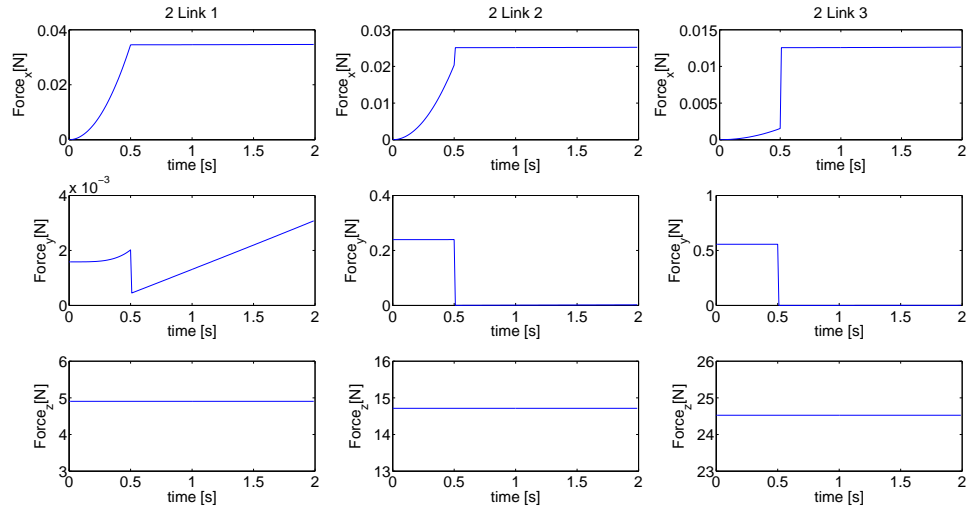 2 Link 1
0.04
0.03
0.02
0.01
0
0 0.5 1 1.5 2
time [s]
Force_x[N]
2 Link 2
0.03
0.02
0.01
0
0 0.5 1 1.5 2
time [s]
Force_x[N]
2 Link 3
0.015
0.01
0.005
0
0 0.5 1 1.5 2
time [s]
Force_x[N]
x 10^-3
4
2
0
0 0.5 1 1.5 2
time [s]
Force_y[N]
0.4
0.2
0
0 0.5 1 1.5 2
time [s]
Force_y[N]
1
0.5
0
0 0.5 1 1.5 2
time [s]
Force_y[N]
6
5
4
3
0 0.5 1 1.5 2
time [s]
Force_z[N]
16
15
14
13
0 0.5 1 1.5 2
time [s]
Force_z[N]
26
25
24
23
0 0.5 1 1.5 2
time [s]
Force_z[N]